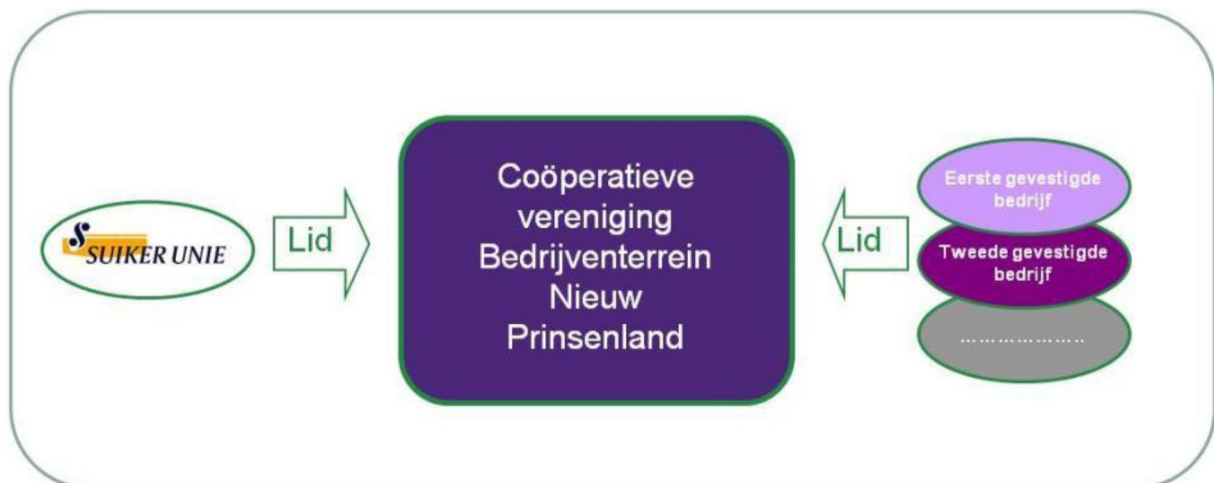 SUIKER UNIE
Lid
Coöperatieve
vereniging
Bedrijventerrein
Nieuw
Prinsenland
Lid
Eerste gevestigde
bedrijf
Tweede gevestigde
bedrijf
………………..